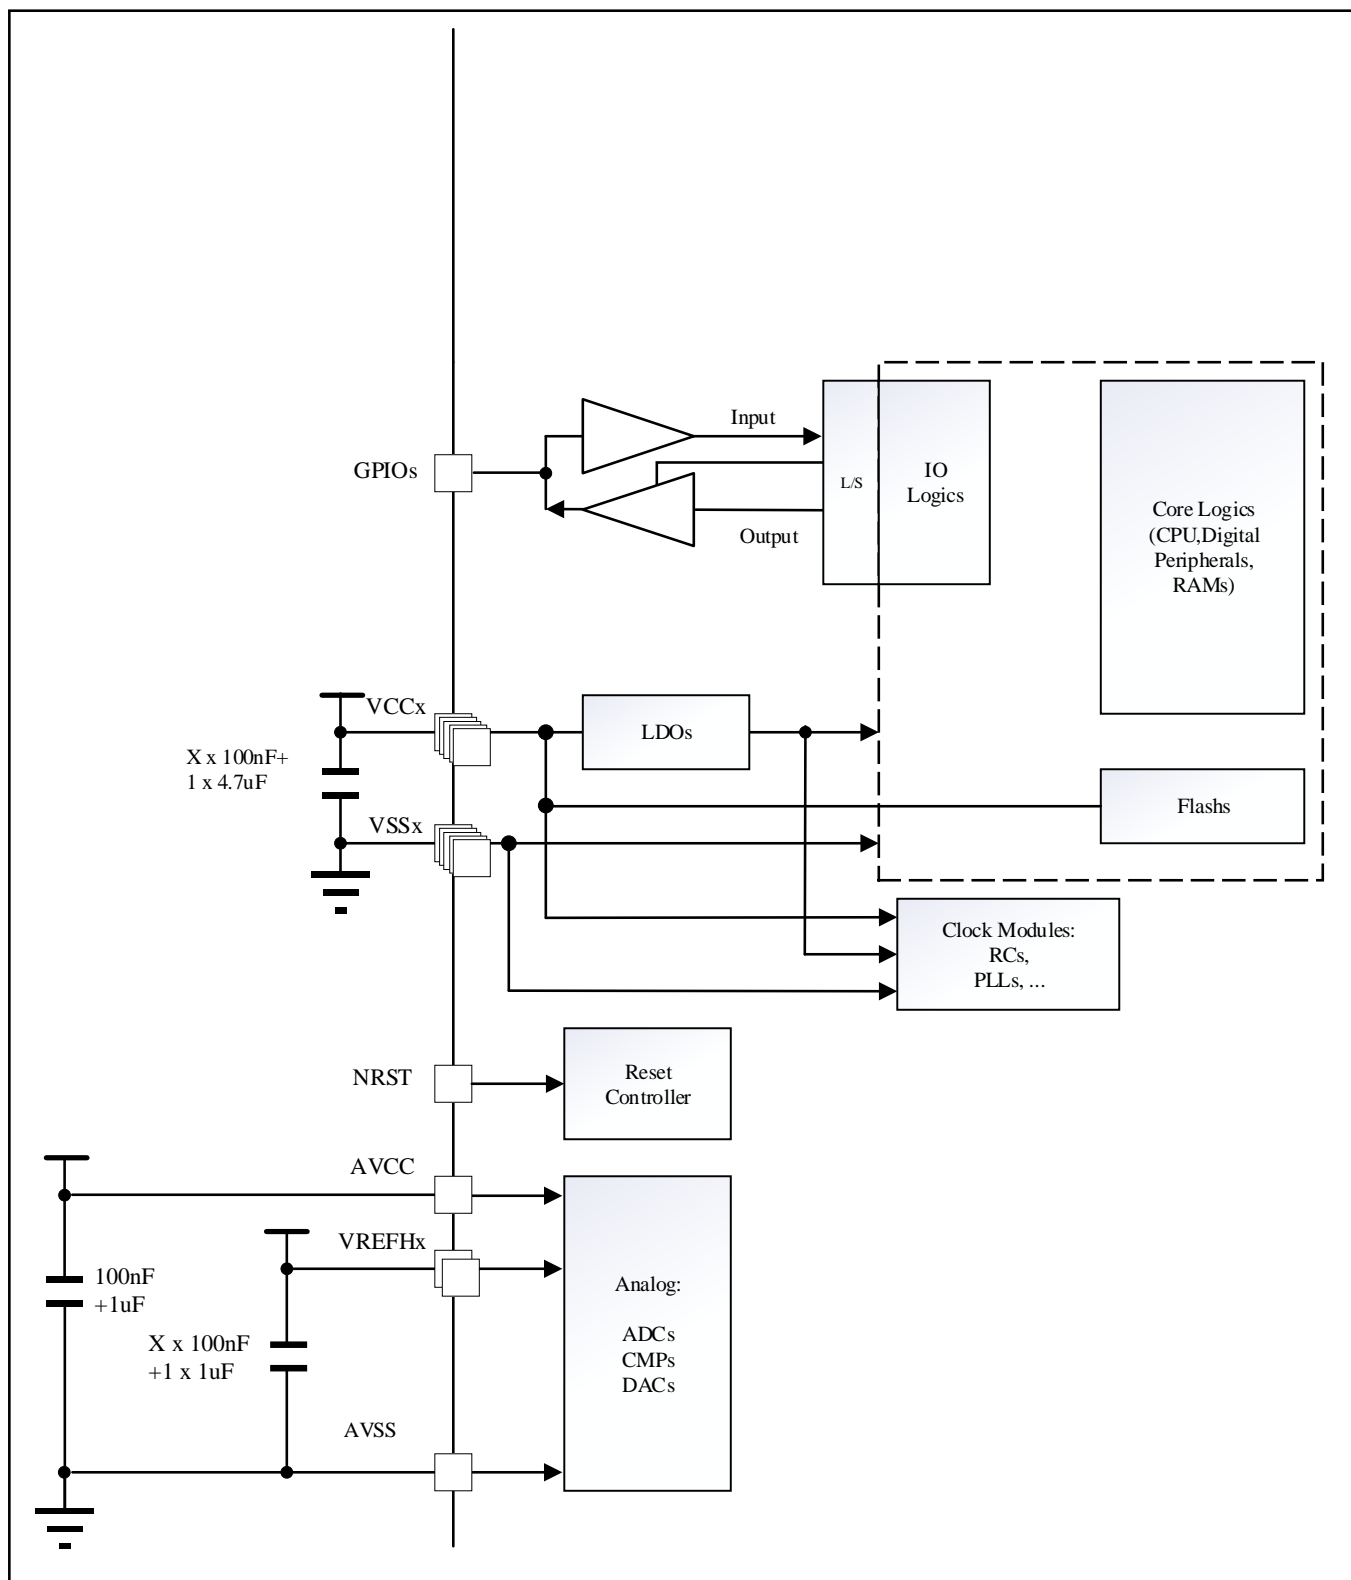 Input
GPIOs
L/S
IO
Logics
Output
Core Logics
(CPU,Digital
Peripherals,
RAMs)
VCCx
LDOs
X x 100nF+
1 x 4.7uF
Flashs
VSSx
Clock Modules:
RCs,
PLLs, ...
NRST
Reset
Controller
AVCC
VREFHx
100nF
+1uF
X x 100nF
+1 x 1uF
Analog:
ADCs
CMPs
DACs
AVSS